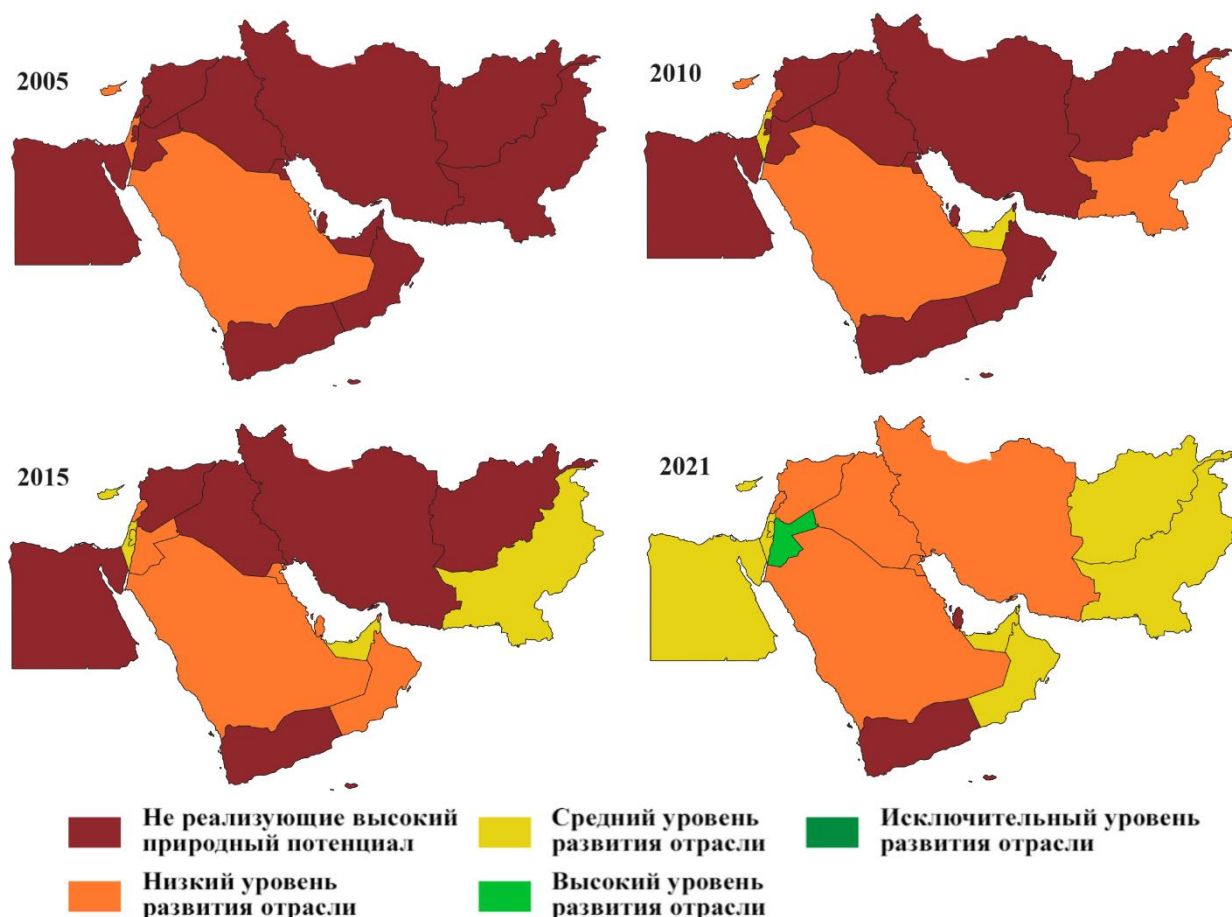 2005
2010
2015
2021
Не реализующие высокий
природный потенциал
Низкий уровень
развития отрасли
Средний уровень
развития отрасли
Высокий уровень
развития отрасли
Исключительный уровень
развития отрасли